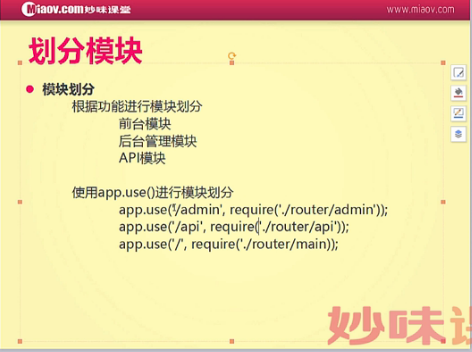 Miaov.com妙味课堂
www.miaov.com
划分模块
模块划分
根据功能进行模块划分
前台模块
后台管理模块
API模块
使用app.use()进行模块划分
app.use('/admin', require('./router/admin'));
app.use('/api', require('./router/api'));
app.use('/', require('./router/main));
妙味课